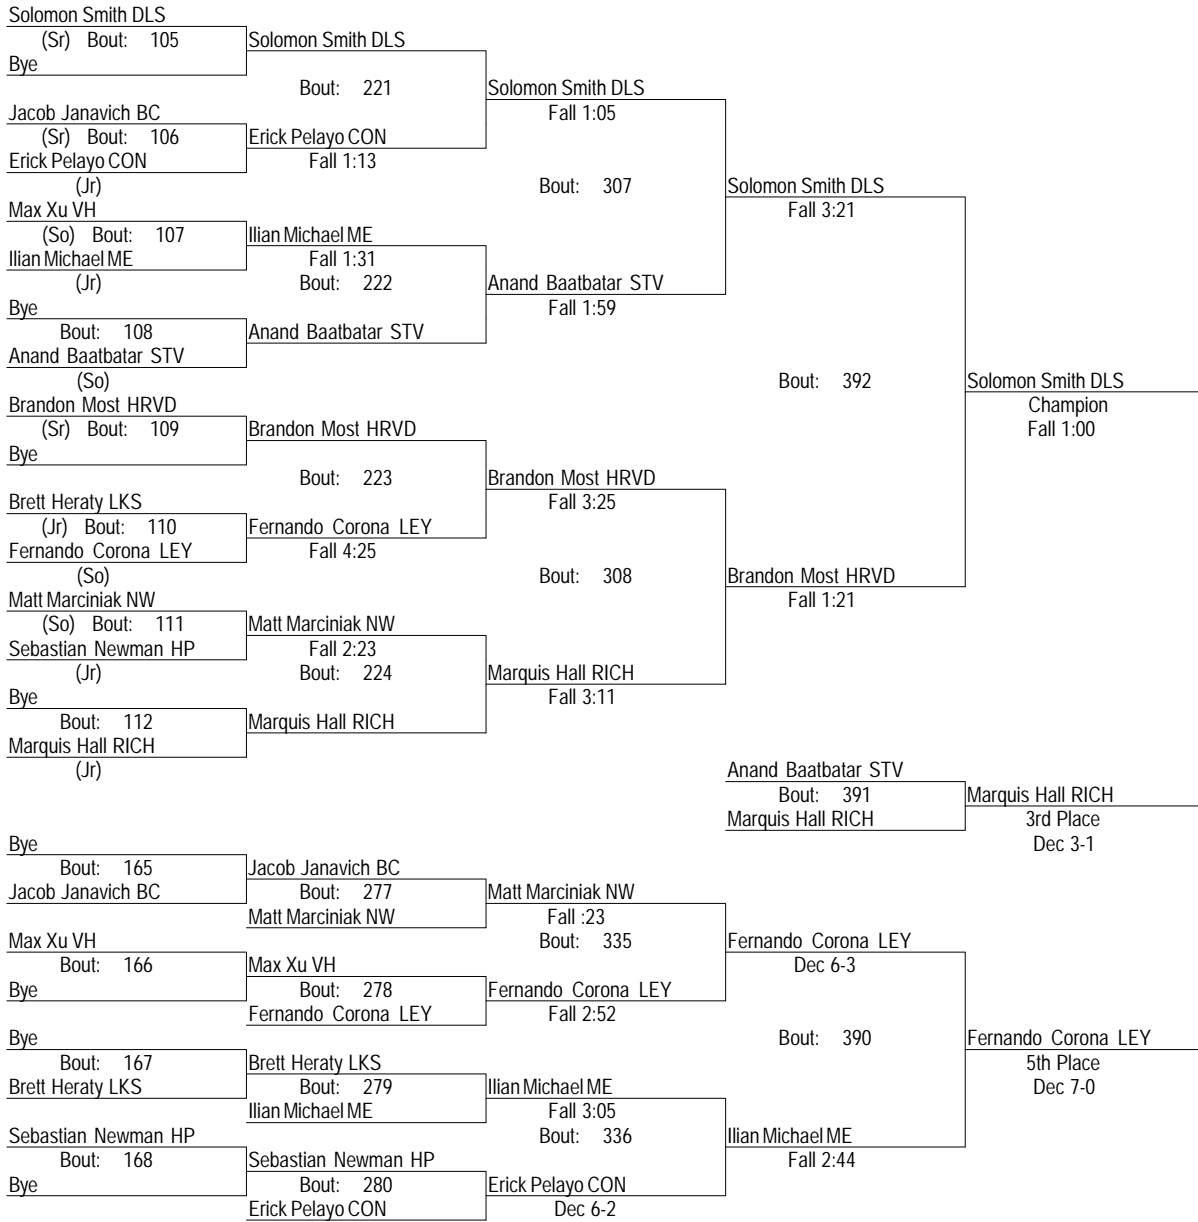 Solomon Smith DLS
(Sr) Bout: 105
Solomon Smith DLS
Bye
Bout: 221
Solomon Smith DLS
Jacob Janavich BC
Fall 1:05
(Sr) Bout: 106
Erick Pelayo CON
Erick Pelayo CON
Fall 1:13
(Jr)
Bout: 307
Solomon Smith DLS
Max Xu VH
Fall 3:21
(So) Bout: 107
Ilian Michael ME
Ilian Michael ME
Fall 1:31
(Jr)
Bout: 222
Anand Baatbatar STV
Bye
Fall 1:59
Bout: 108
Anand Baatbatar STV
Anand Baatbatar STV
(So)
Bout: 392
Solomon Smith DLS
Brandon Most HRVD
Champion
(Sr) Bout: 109
Brandon Most HRVD
Fall 1:00
Bye
Bout: 223
Brandon Most HRVD
Brett Heraty LKS
Fall 3:25
(Jr) Bout: 110
Fernando Corona LEY
Fernando Corona LEY
Fall 4:25
(So)
Bout: 308
Brandon Most HRVD
Matt Marciniak NW
Fall 1:21
(So) Bout: 111
Matt Marciniak NW
Sebastian Newman HP
Fall 2:23
(Jr)
Bout: 224
Marquis Hall RICH
Bye
Fall 3:11
Bout: 112
Marquis Hall RICH
Marquis Hall RICH
(Jr)
Anand Baatbatar STV
Bout: 391
Marquis Hall RICH
Marquis Hall RICH
3rd Place
Dec 3-1
Bye
Bout: 165
Jacob Janavich BC
Jacob Janavich BC
Bout: 277
Matt Marciniak NW
Matt Marciniak NW
Fall :23
Max Xu VH
Bout: 335
Fernando Corona LEY
Bout: 166
Max Xu VH
Dec 6-3
Bye
Bout: 278
Fernando Corona LEY
Fernando Corona LEY
Fall 2:52
Bye
Bout: 390
Fernando Corona LEY
Bout: 167
Brett Heraty LKS
5th Place
Brett Heraty LKS
Bout: 279
Ilian Michael ME
Dec 7-0
Ilian Michael ME
Fall 3:05
Sebastian Newman HP
Bout: 336
Ilian Michael ME
Bout: 168
Sebastian Newman HP
Fall 2:44
Bye
Bout: 280
Erick Pelayo CON
Erick Pelayo CON
Dec 6-2